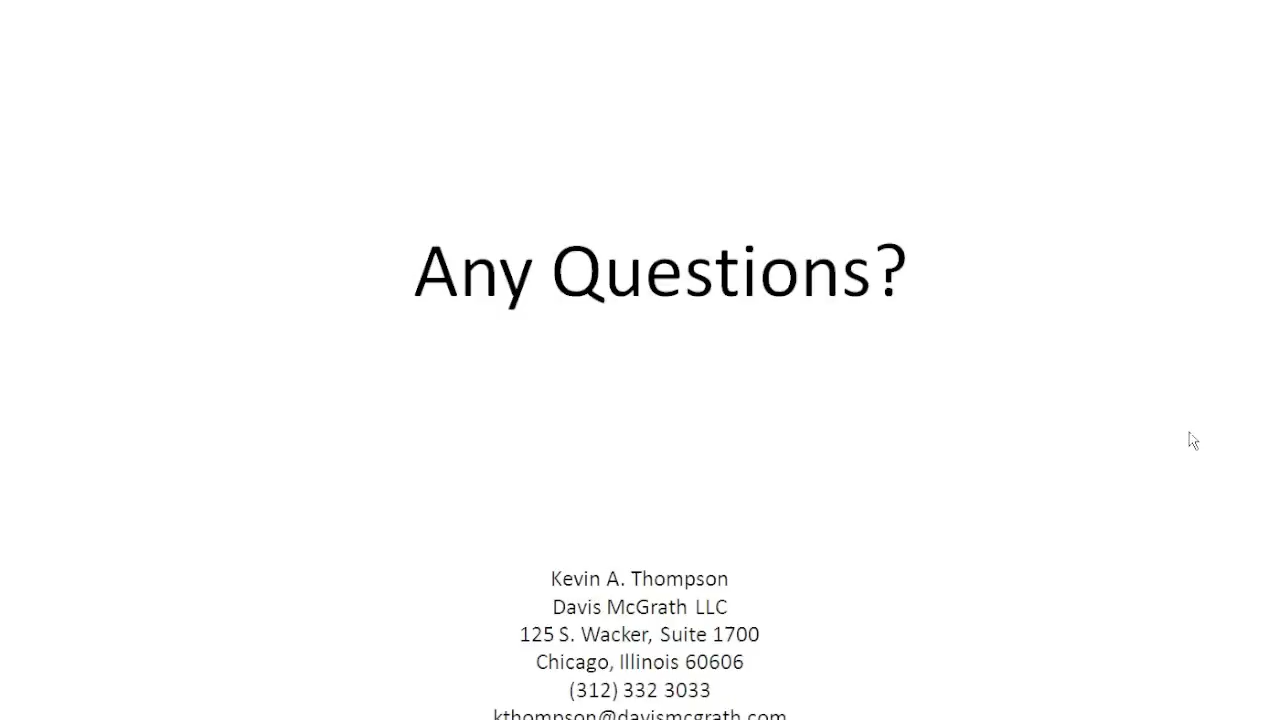 Any Questions?
Kevin A. Thompson
Davis McGrath LLC
125 S. Wacker, Suite 1700
Chicago, Illinois 60606
(312) 332 3033
kthompson@davismcgrath.com